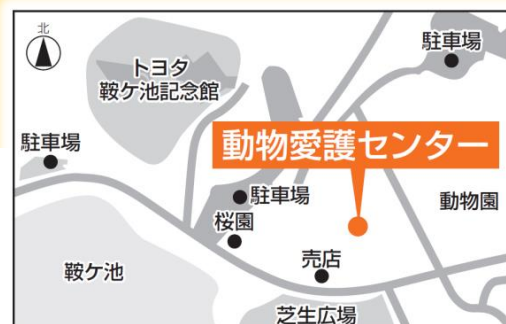 北
駐車場
トヨタ
鞍ケ池記念館
動物愛護センター
駐車場
駐車場
動物園
桜園
売店
鞍ケ池
芝生広場